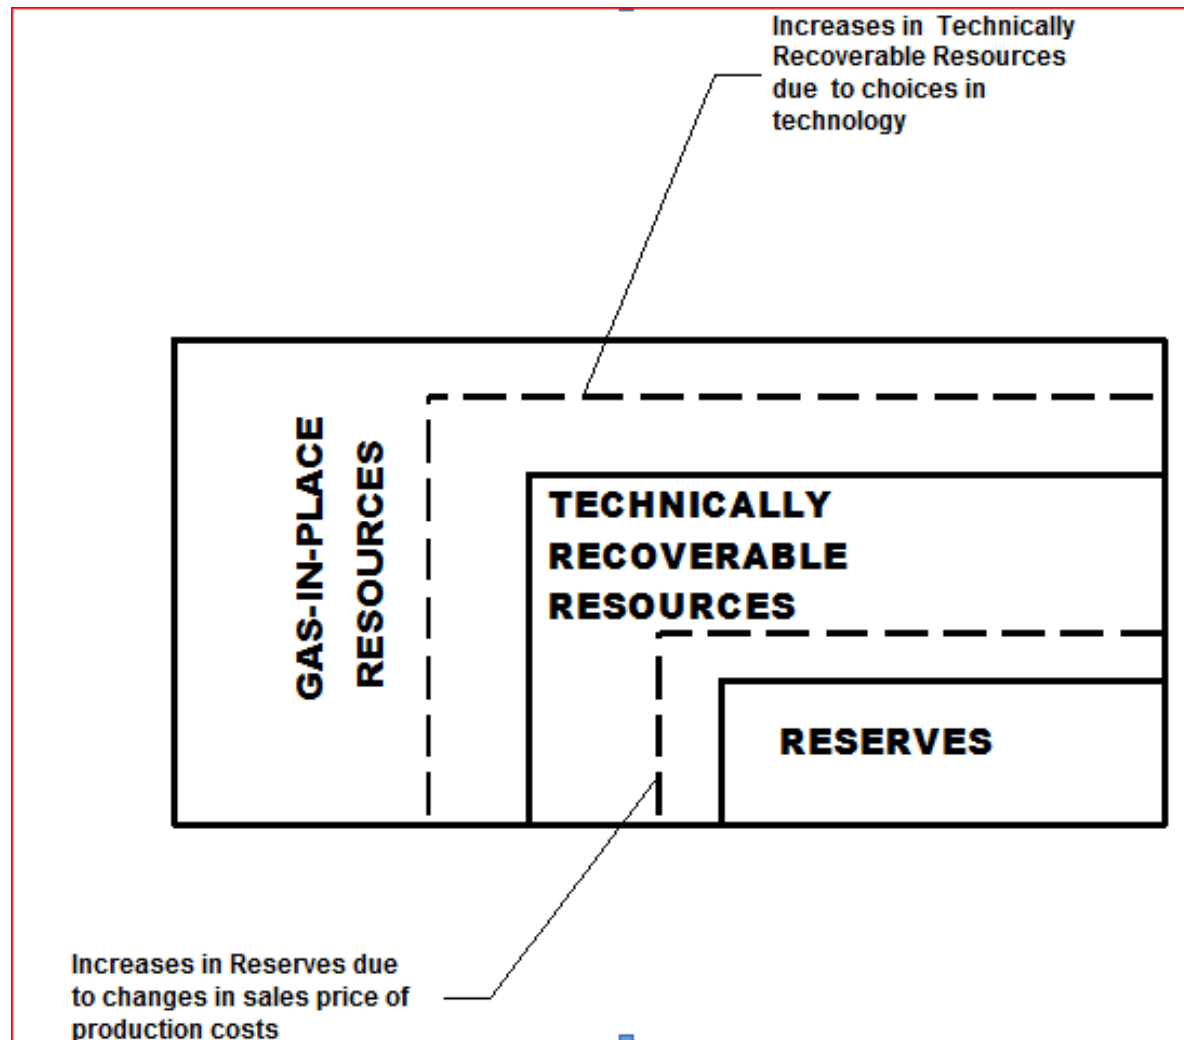 Increases in Technically
Recoverable Resources
due to choices in
technology
GAS-IN-PLACE
RESOURCES
TECHNICALLY
RECOVERABLE
RESOURCES
RESERVES
Increases in Reserves due
to changes in sales price of
production costs